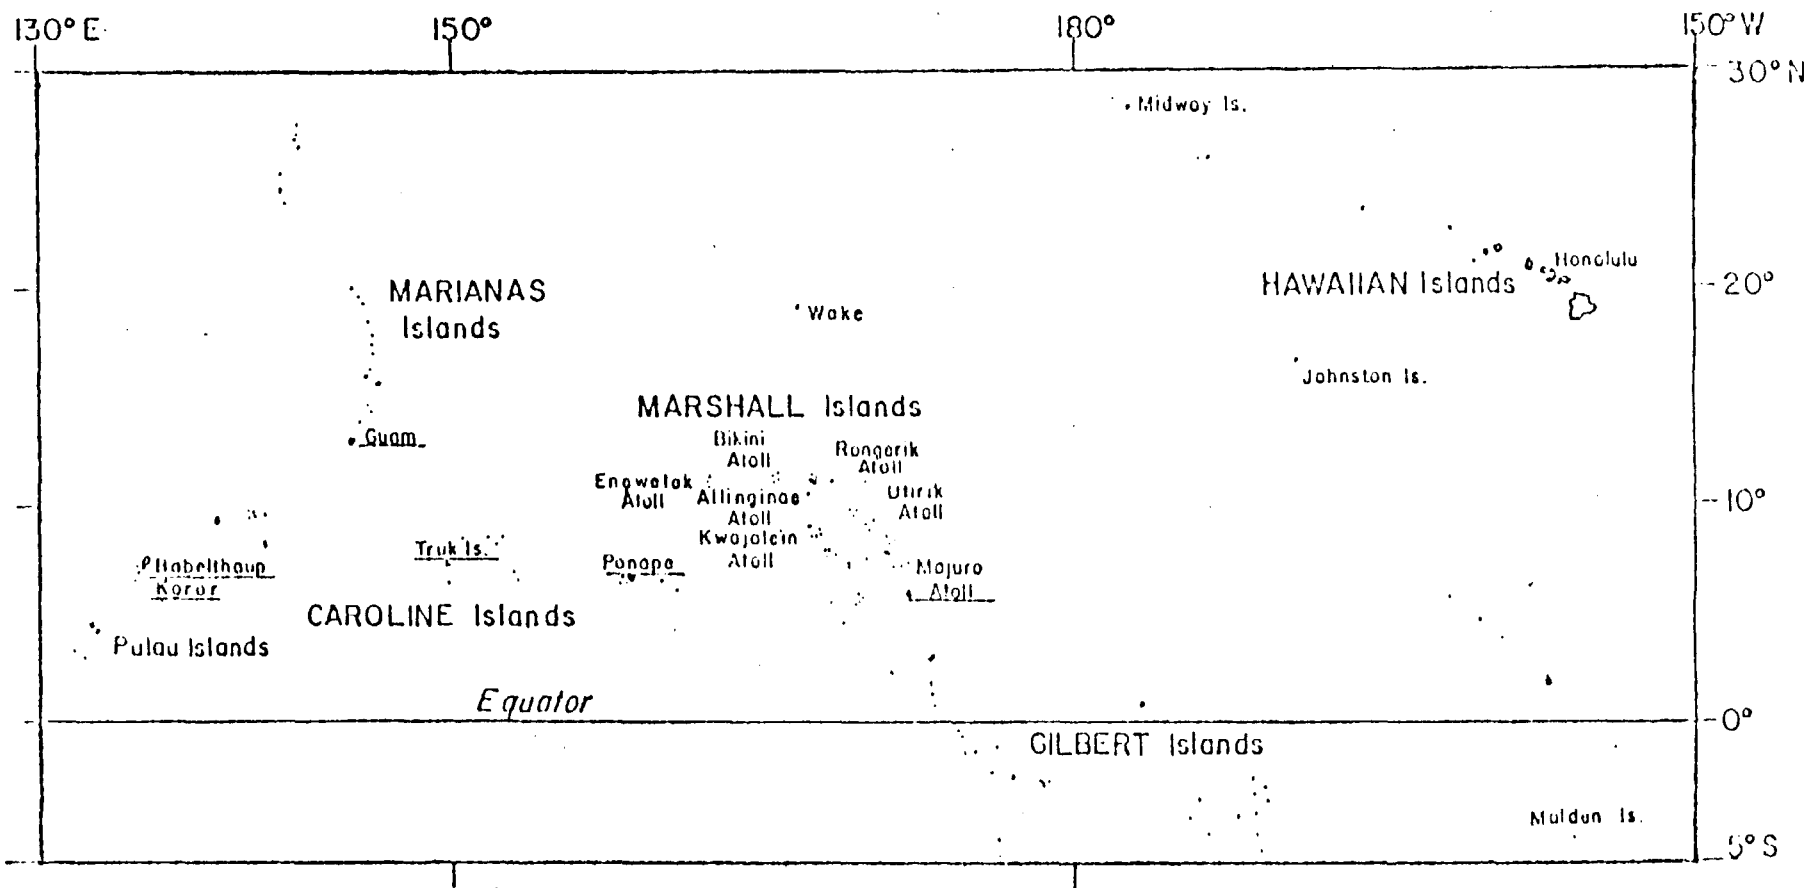 130° E
150°
180°
150° W
30° N
Midway Is.
Honolulu
HAWAIIAN Islands
20°
MARIANAS
Islands
Wake
Johnston Is.
MARSHALL Islands
Guam
Bikini
Atoll
Rongarik
Atoll
Enewetak
Atoll
Allinginae
Atoll
Utirik
Atoll
10°
Kwajalein
Atoll
Truk Is.
Ponape
Majuro
Atoll
Babelthaup
Koror
CAROLINE Islands
Pulau Islands
Equator
0°
GILBERT Islands
Malden Is.
5° S